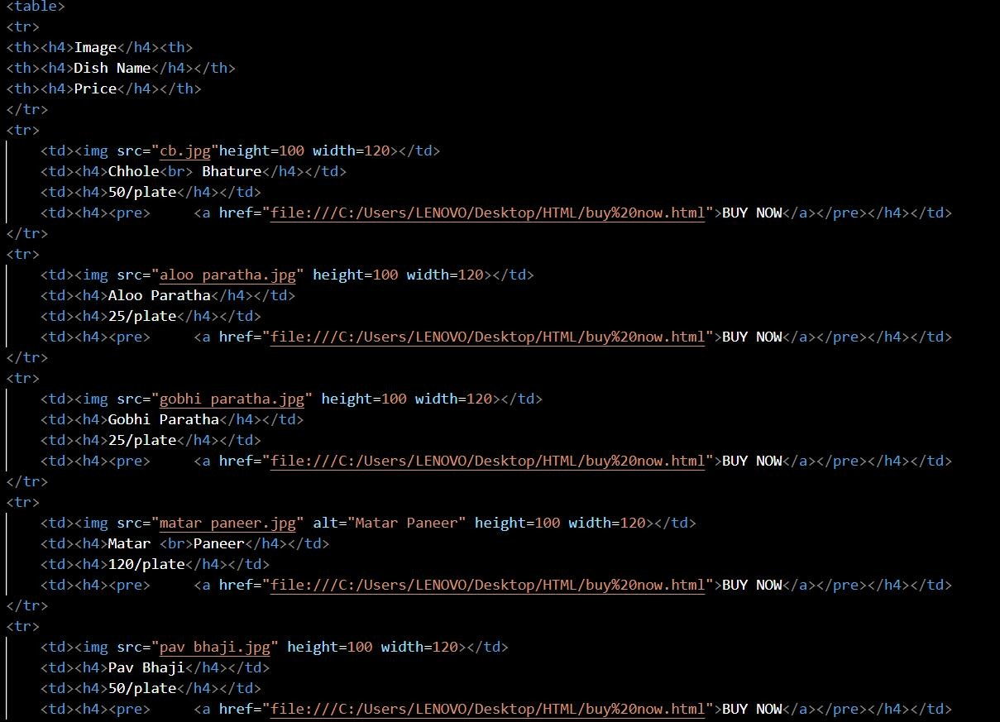 <table>
<tr>
<th><h4>Image</h4><th>
<th><h4>Dish Name</h4></th>
<th><h4>Price</h4></th>
</tr>
<tr>
    <td><img src="cb.jpg"height=100 width=120></td>
    <td><h4>Chhole<br> Bhature</h4></td>
    <td><h4>50/plate</h4></td>
    <td><h4><pre>     <a href="file:///C:/Users/LENOVO/Desktop/HTML/buy%20now.html">BUY NOW</a></pre></h4></td>
</tr>
<tr>
    <td><img src="aloo paratha.jpg" height=100 width=120></td>
    <td><h4>Aloo Paratha</h4></td>
    <td><h4>25/plate</h4></td>
    <td><h4><pre>     <a href="file:///C:/Users/LENOVO/Desktop/HTML/buy%20now.html">BUY NOW</a></pre></h4></td>
</tr>
<tr>
    <td><img src="gobhi paratha.jpg" height=100 width=120></td>
    <td><h4>Gobhi Paratha</h4></td>
    <td><h4>25/plate</h4></td>
    <td><h4><pre>     <a href="file:///C:/Users/LENOVO/Desktop/HTML/buy%20now.html">BUY NOW</a></pre></h4></td>
</tr>
<tr>
    <td><img src="matar paneer.jpg" alt="Matar Paneer" height=100 width=120></td>
    <td><h4>Matar <br>Paneer</h4></td>
    <td><h4>120/plate</h4></td>
    <td><h4><pre>     <a href="file:///C:/Users/LENOVO/Desktop/HTML/buy%20now.html">BUY NOW</a></pre></h4></td>
</tr>
<tr>
    <td><img src="pav bhaji.jpg" height=100 width=120></td>
    <td><h4>Pav Bhaji</h4></td>
    <td><h4>50/plate</h4></td>
    <td><h4><pre>     <a href="file:///C:/Users/LENOVO/Desktop/HTML/buy%20now.html">BUY NOW</a></pre></h4></td>